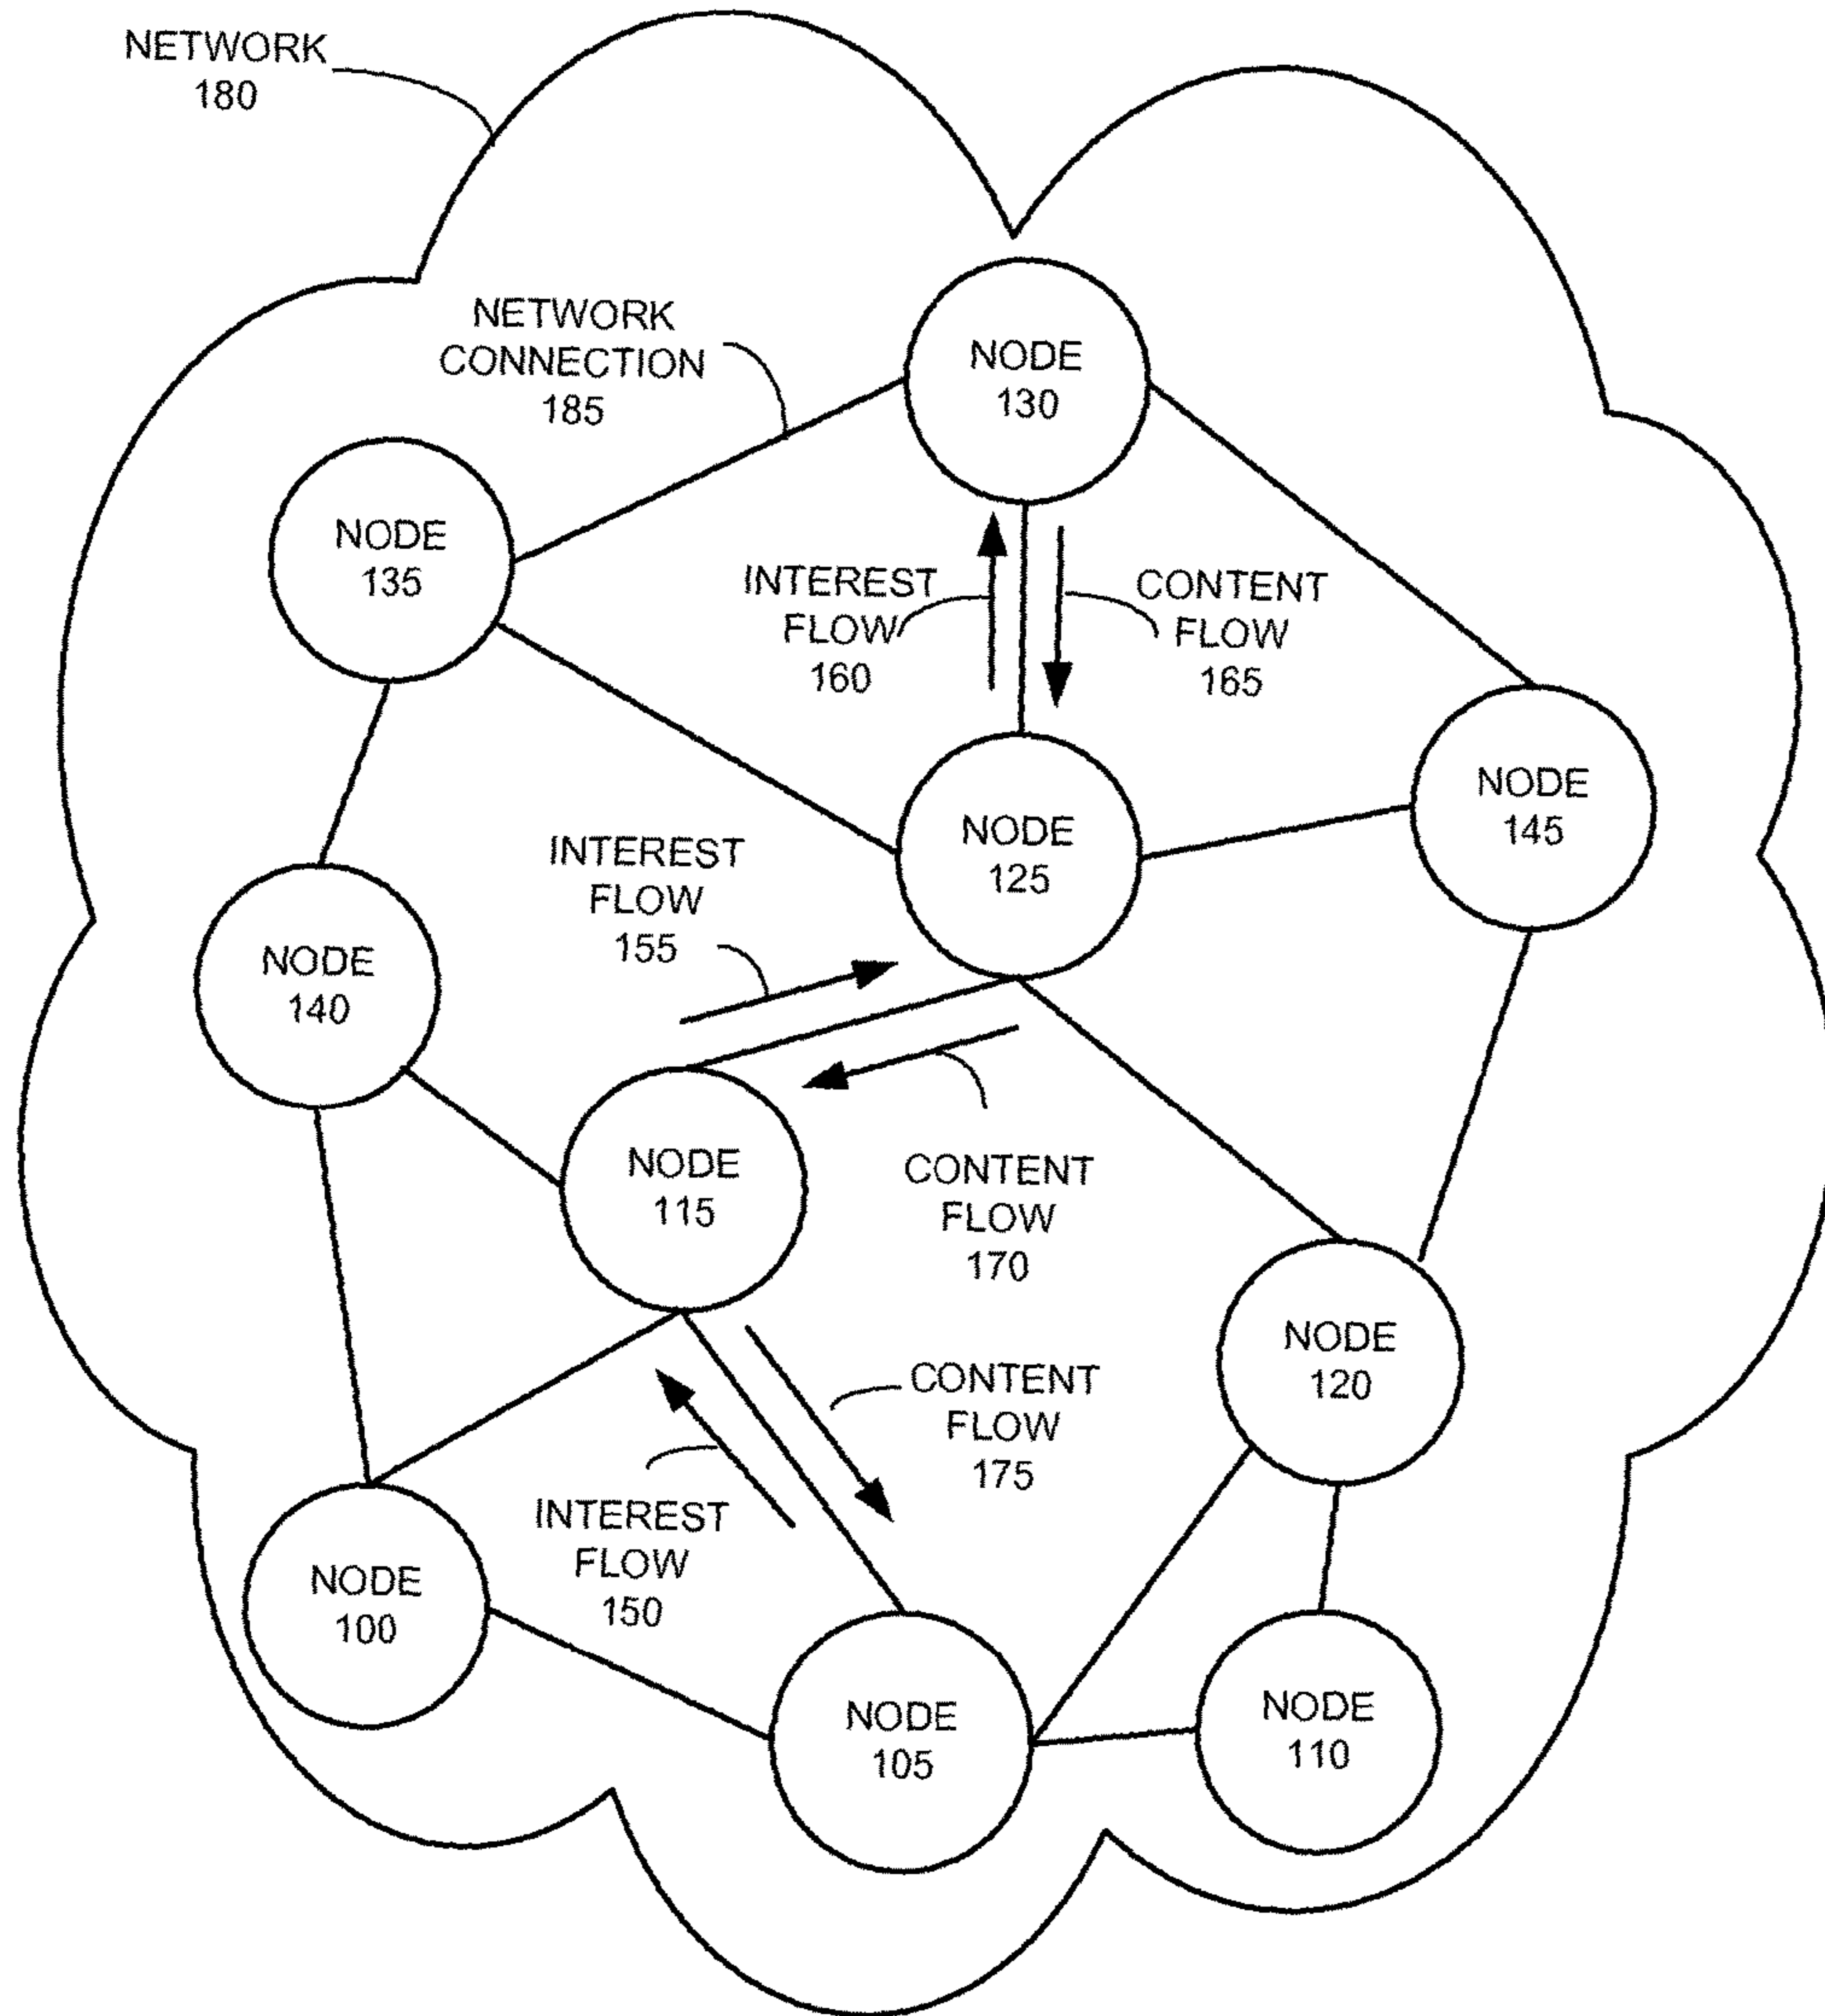 NETWORK
180
NETWORK
CONNECTION
185
NODE
130
NODE
135
INTEREST
FLOW
160
CONTENT
FLOW
165
NODE
145
NODE
125
INTEREST
FLOW
155
NODE
140
NODE
115
CONTENT
FLOW
170
NODE
120
CONTENT
FLOW
175
INTEREST
FLOW
150
NODE
100
NODE
105
NODE
110